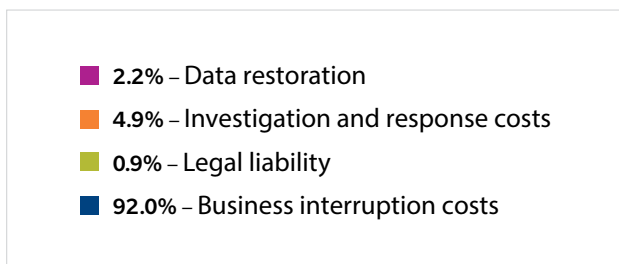 2.2% – Data restoration
4.9% – Investigation and response costs
0.9% – Legal liability
92.0% – Business interruption costs